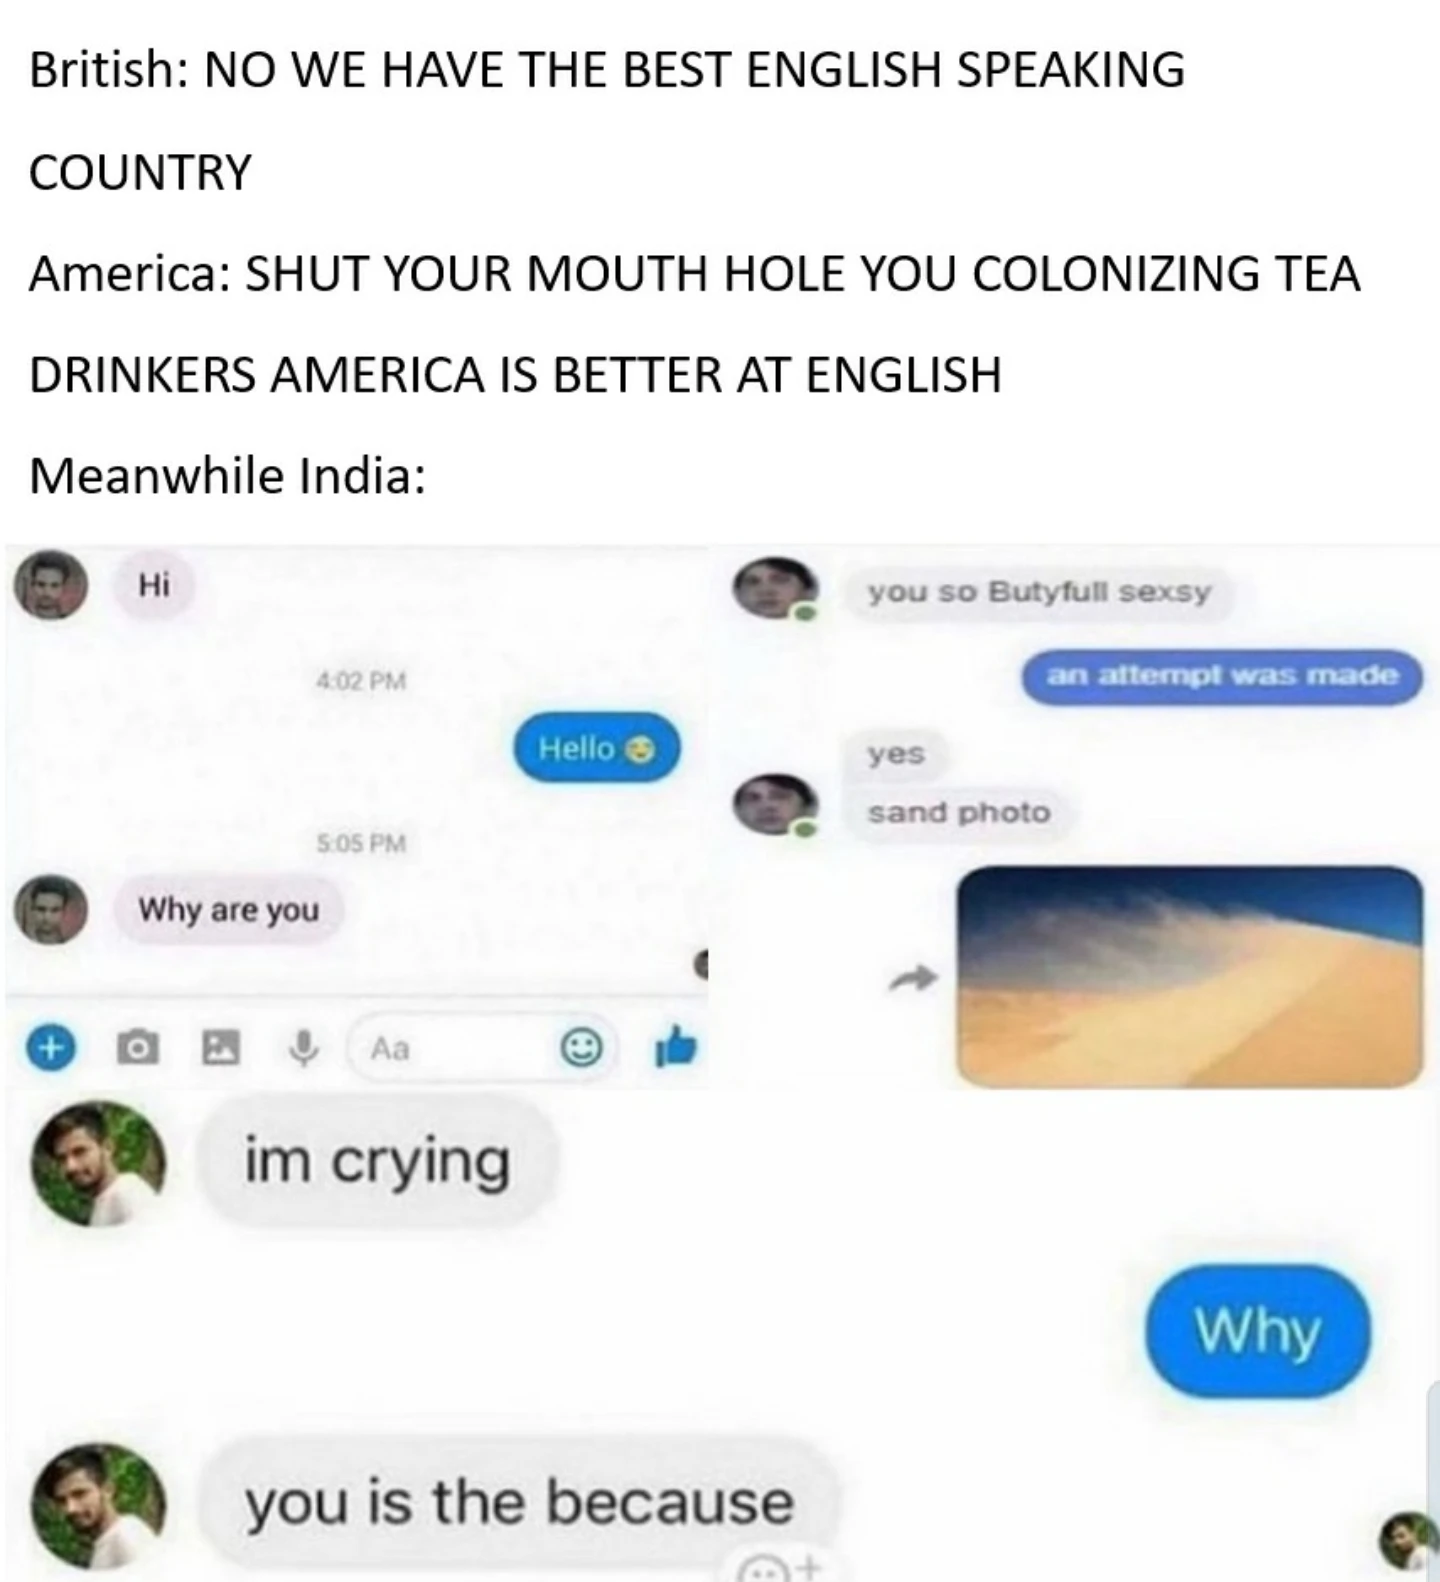 British: NO WE HAVE THE BEST ENGLISH SPEAKING
COUNTRY
America: SHUT YOUR MOUTH HOLE YOU COLONIZING TEA
DRINKERS AMERICA IS BETTER AT ENGLISH
Meanwhile India:
Hi
4:02 PM
Hello 😂
5:05 PM
Why are you
Aa
you so Butyfull sexsy
an attempt was made
yes
sand photo
im crying
Why
you is the because